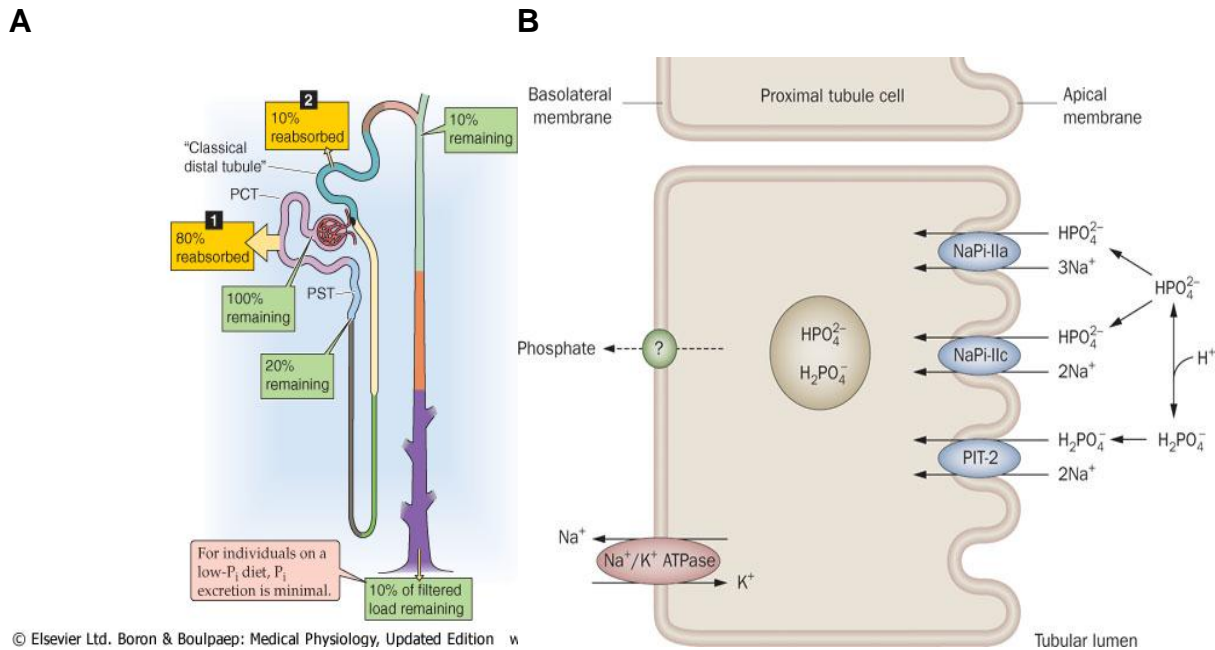 A
2
10%
reabsorbed
"Classical
distal tubule"
PCT
1
80%
reabsorbed
100%
remaining
PST
20%
remaining
10%
remaining
For individuals on a
low-Pi diet, Pi
excretion is minimal.
10% of filtered
load remaining
© Elsevier Ltd. Boron & Boulpaep: Medical Physiology, Updated Edition w
B
Basolateral
membrane
Proximal tubule cell
Apical
membrane
NaPi-IIa
HPO₄²⁻
3Na⁺
HPO₄²⁻
NaPi-IIc
HPO₄²⁻
2Na⁺
H⁺
PIT-2
H₂PO₄⁻
H₂PO₄⁻
2Na⁺
HPO₄²⁻
H₂PO₄⁻
Phosphate
?
Na⁺
Na⁺/K⁺ ATPase
K⁺
Tubular lumen